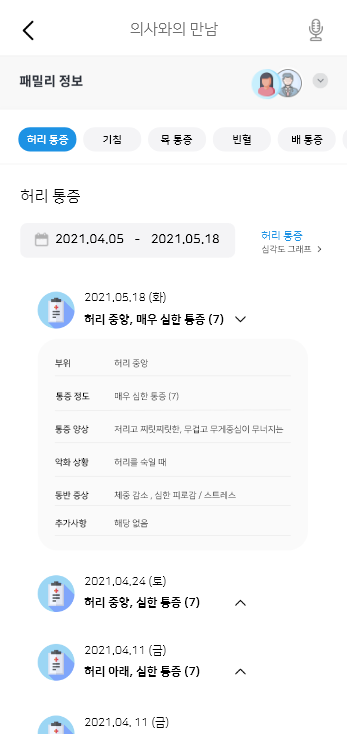 의사와의 만남
패밀리 정보
허리 통증
기침
목 통증
빈혈
배 통증
허리 통증
2021.04.05 - 2021.05.18
허리 통증
심각도 그래프
2021.05.18 (화)
허리 중앙, 매우 심한 통증 (7)
부위 허리 중앙
통증 정도 매우 심한 통증 (7)
통증 양상 저리고 찌릿찌릿한, 무겁고 무게중심이 무너지는
악화 상황 허리를 숙일 때
동반 증상 체중 감소 , 심한 피로감 / 스트레스
추가사항 해당 없음
2021.04.24 (토)
허리 중앙, 심한 통증 (7)
2021.04.11 (금)
허리 아래, 심한 통증 (7)
2021.04. 11 (금)